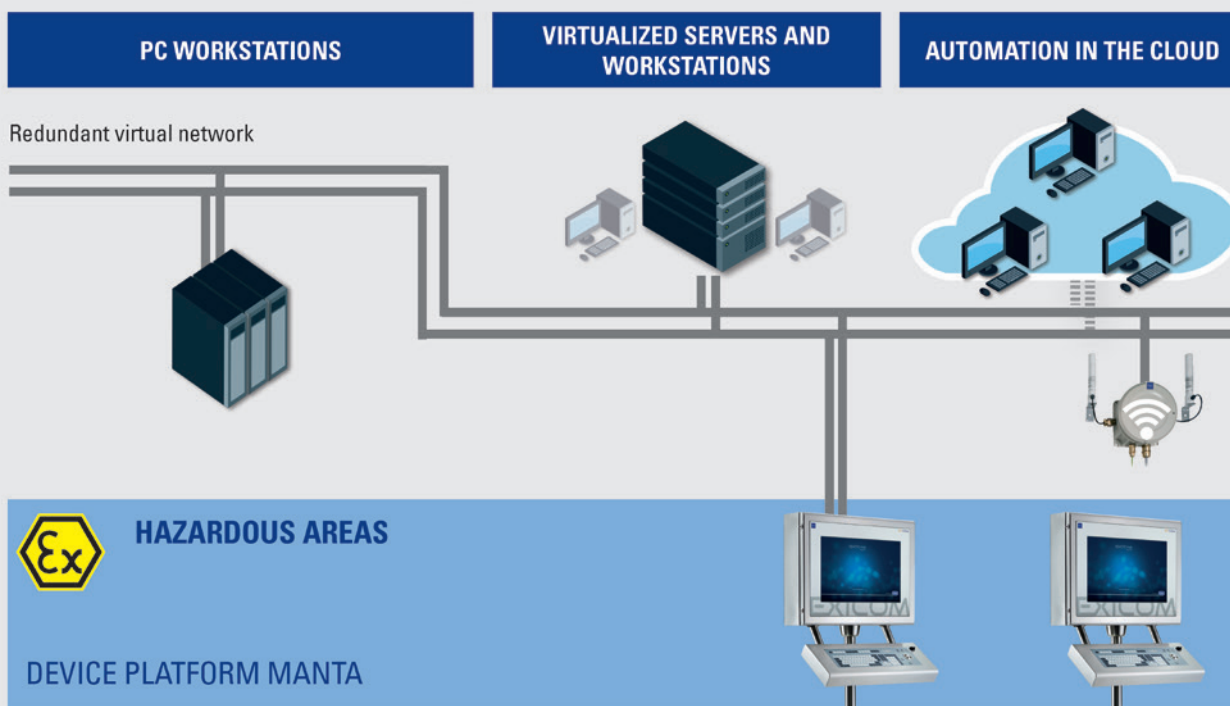 PC WORKSTATIONS
VIRTUALIZED SERVERS AND
WORKSTATIONS
AUTOMATION IN THE CLOUD
Redundant virtual network
Ex
HAZARDOUS AREAS
EXICOM
EXICOM
DEVICE PLATFORM MANTA